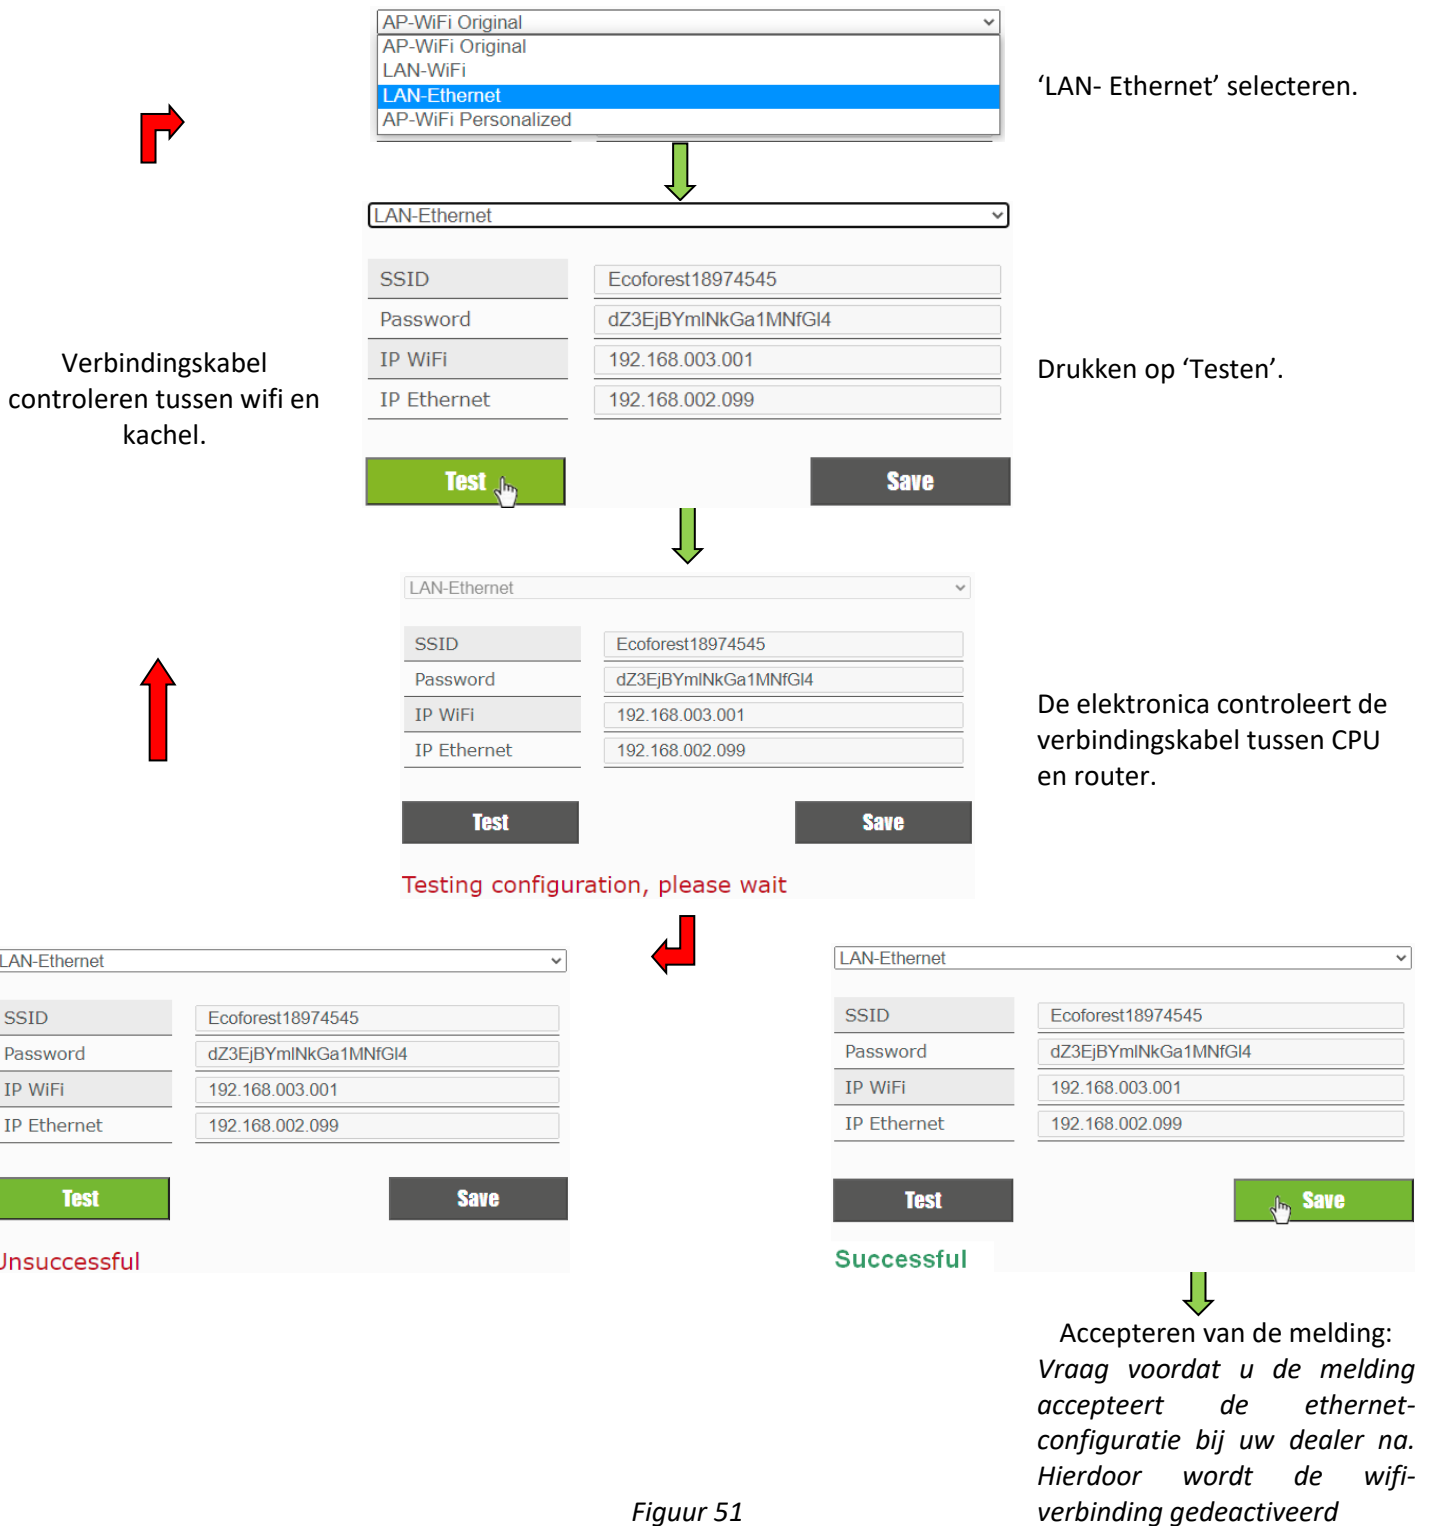 AP-WiFi Original
AP-WiFi Original
LAN-WiFi
LAN-Ethernet
AP-WiFi Personalized
‘LAN- Ethernet’ selecteren.
LAN-Ethernet
SSID Ecoforest18974545
Password dZ3EjBYmlNkGa1MNfGl4
IP WiFi 192.168.003.001
IP Ethernet 192.168.002.099
Test Save
Verbindingskabel
controleren tussen wifi en
kachel.
Drukken op ‘Testen’.
LAN-Ethernet
SSID Ecoforest18974545
Password dZ3EjBYmlNkGa1MNfGl4
IP WiFi 192.168.003.001
IP Ethernet 192.168.002.099
Test Save
Testing configuration, please wait
De elektronica controleert de
verbindingskabel tussen CPU
en router.
LAN-Ethernet
SSID Ecoforest18974545
Password dZ3EjBYmlNkGa1MNfGl4
IP WiFi 192.168.003.001
IP Ethernet 192.168.002.099
Test Save
Unsuccessful
LAN-Ethernet
SSID Ecoforest18974545
Password dZ3EjBYmlNkGa1MNfGl4
IP WiFi 192.168.003.001
IP Ethernet 192.168.002.099
Test Save
Successful
Accepteren van de melding:
Vraag voordat u de melding
accepteert de ethernet-
configuratie bij uw dealer na.
Hierdoor wordt de wifi-
verbinding gedeactiveerd
Figuur 51